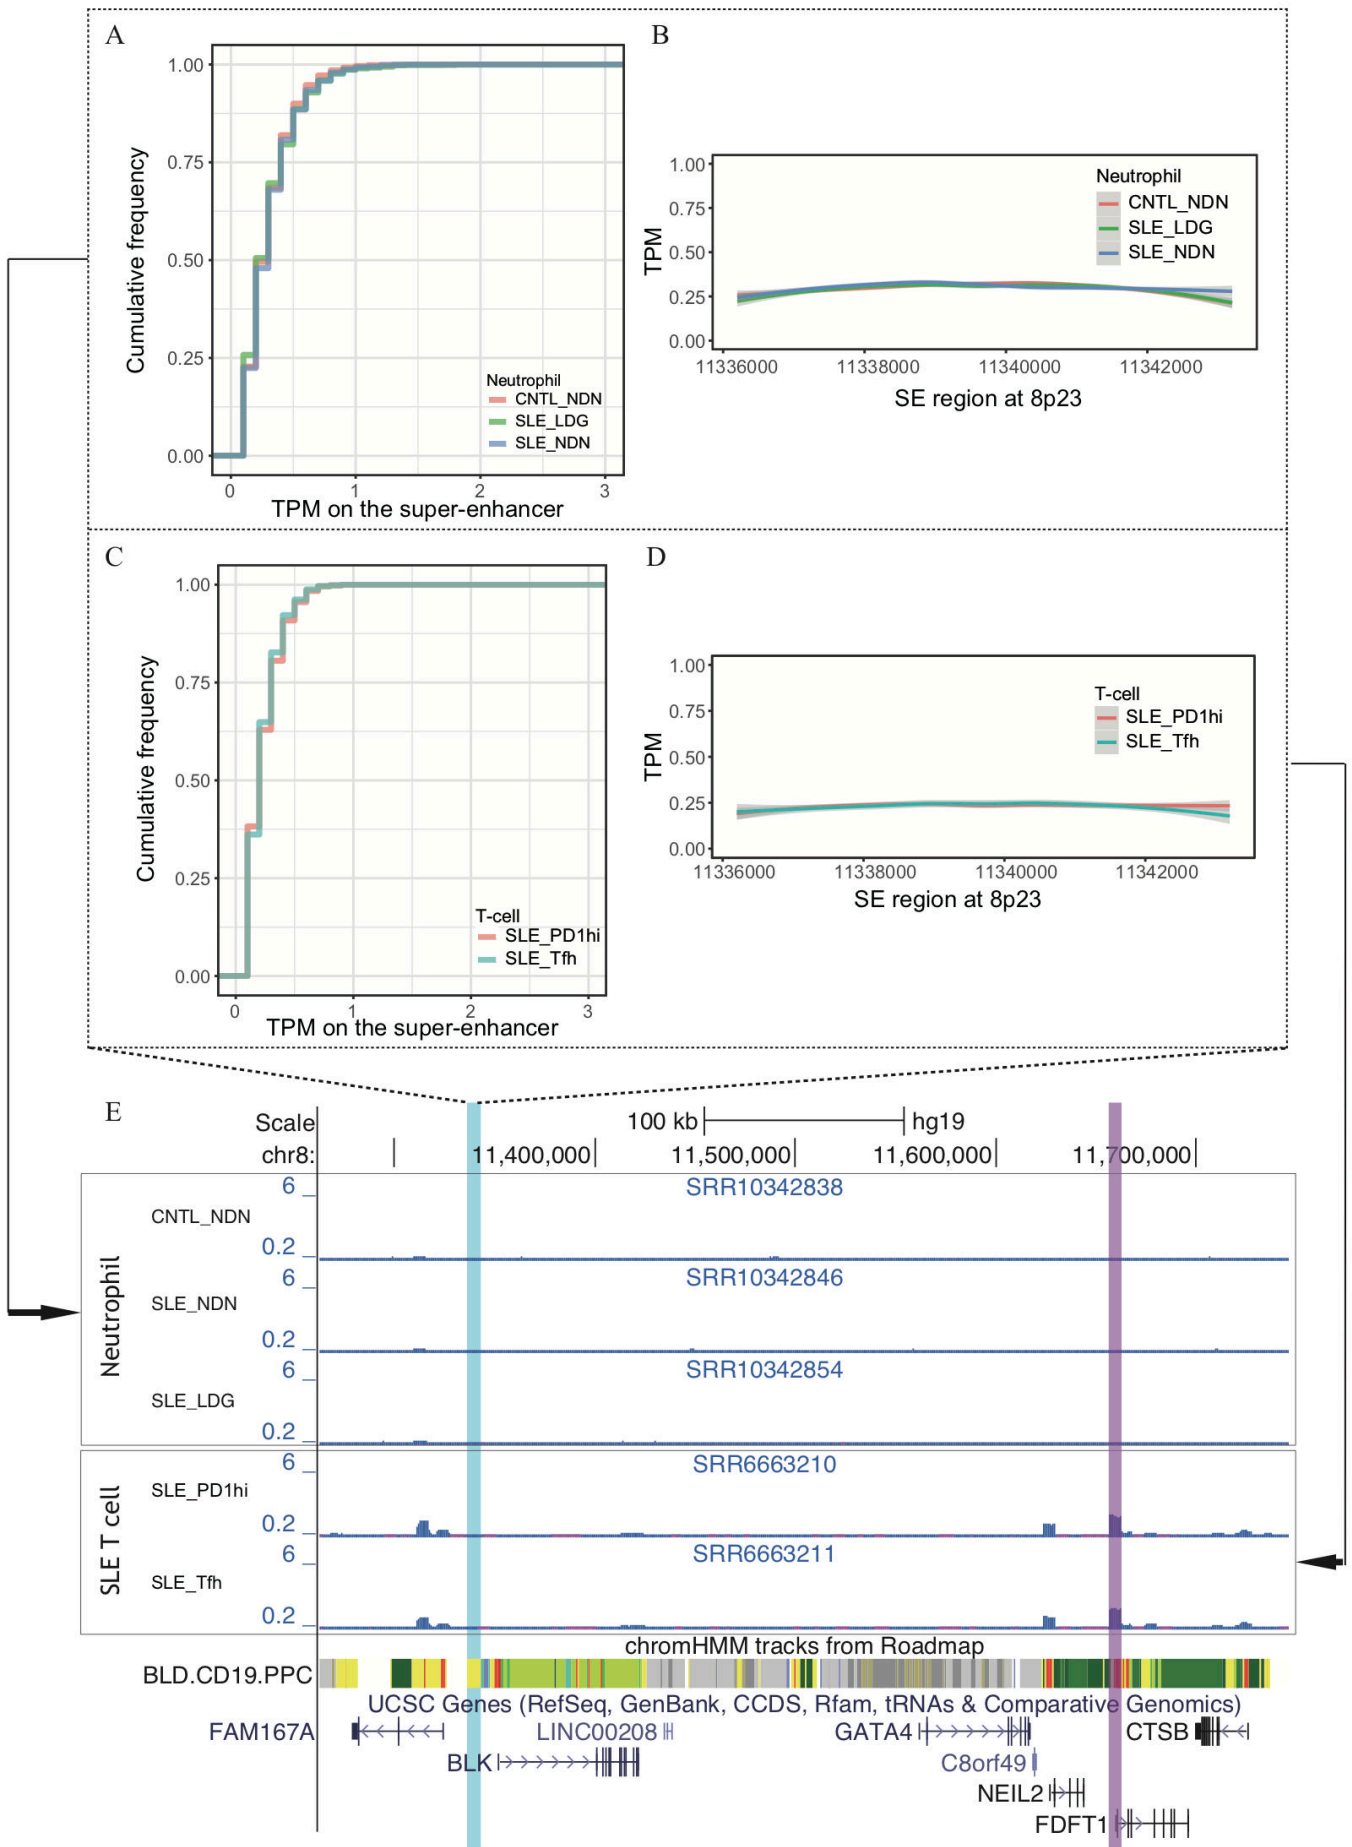 A
1.00
0.75
0.50
0.25
0.00
Cumulative frequency
Neutrophil
CNTL_NDN
SLE_LDG
SLE_NDN
0 1 2 3
TPM on the super-enhancer
B
1.00
0.75
0.50
0.25
0.00
TPM
Neutrophil
CNTL_NDN
SLE_LDG
SLE_NDN
11336000 11338000 11340000 11342000
SE region at 8p23
C
1.00
0.75
0.50
0.25
0.00
Cumulative frequency
T-cell
SLE_PD1hi
SLE_Tfh
0 1 2 3
TPM on the super-enhancer
D
1.00
0.75
0.50
0.25
0.00
TPM
T-cell
SLE_PD1hi
SLE_Tfh
11336000 11338000 11340000 11342000
SE region at 8p23
E
Scale 100 kb hg19
chr8: 11,400,000 11,500,000 11,600,000 11,700,000
Neutrophil
6 SRR10342838
CNTL_NDN
0.2
6 SRR10342846
SLE_NDN
0.2
6 SRR10342854
SLE_LDG
0.2
SLE T cell
6 SRR6663210
SLE_PD1hi
0.2
6 SRR6663211
SLE_Tfh
0.2
chromHMM tracks from Roadmap
BLD.CD19.PPC
UCSC Genes (RefSeq, GenBank, CCDS, Rfam, tRNAs & Comparative Genomics)
FAM167A LINC00208 GATA4 CTSB
BLK C8orf49
NEIL2
FDFT1